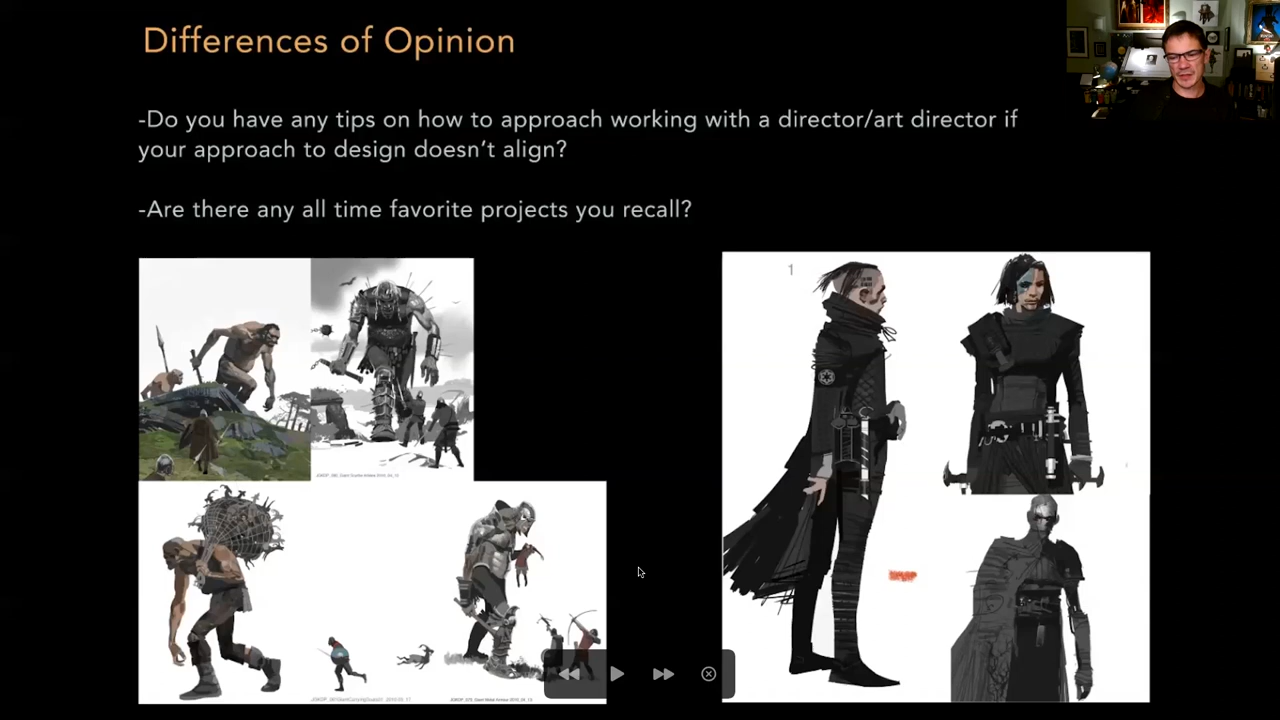 Differences of Opinion
-Do you have any tips on how to approach working with a director/art director if
your approach to design doesn't align?
-Are there any all time favorite projects you recall?
1